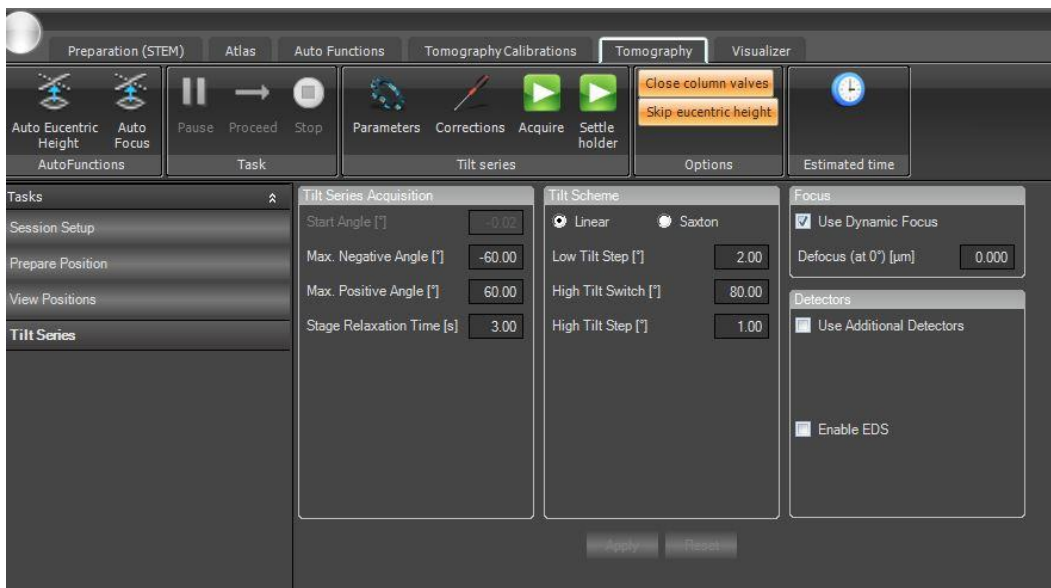 Preparation (STEM) Atlas Auto Functions Tomography Calibrations Tomography Visualizer
Auto Eucentric Height
Auto Focus
AutoFunctions
Pause Proceed Stop
Task
Parameters Corrections Acquire Settle holder
Tilt series
Close column valves
Skip eucentric height
Options
Estimated time
Tasks
Session Setup
Prepare Position
View Positions
Tilt Series
Tilt Series Acquisition
Start Angle [°] -0.02
Max. Negative Angle [°] -60.00
Max. Positive Angle [°] 60.00
Stage Relaxation Time [s] 3.00
Tilt Scheme
Linear Saxton
Low Tilt Step [°] 2.00
High Tilt Switch [°] 80.00
High Tilt Step [°] 1.00
Focus
Use Dynamic Focus
Defocus (at 0°) [µm] 0.000
Detectors
Use Additional Detectors
Enable EDS
Apply Reset